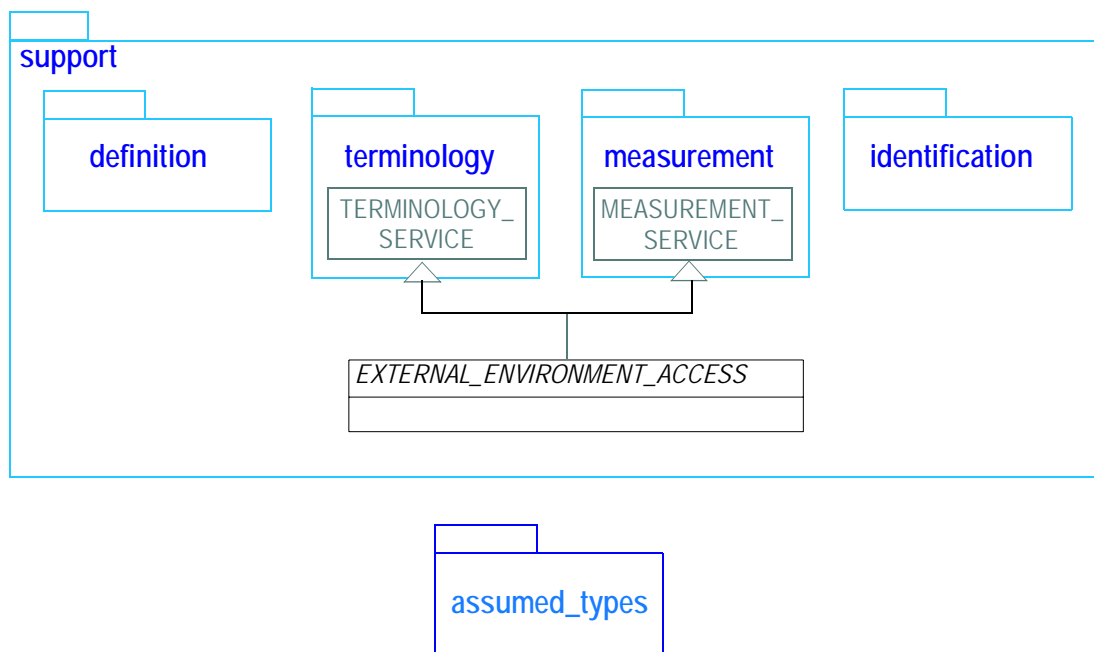 support
definition
terminology
measurement
identification
TERMINOLOGY_
SERVICE
MEASUREMENT_
SERVICE
EXTERNAL_ENVIRONMENT_ACCESS
assumed_types